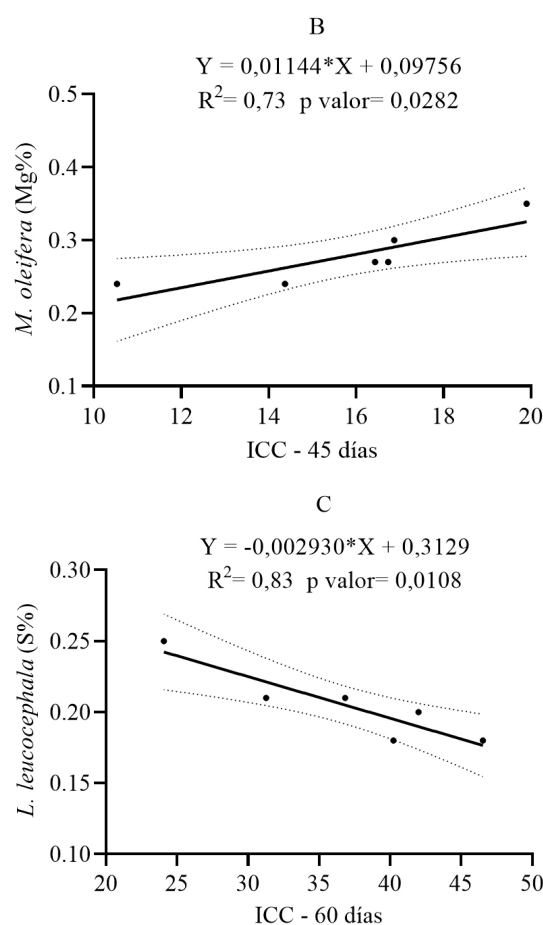 B
Y = 0,01144*X + 0,09756
R²= 0,73 p valor= 0,0282
0.5
0.4
0.3
0.2
0.1
M. oleifera (Mg%)
10 12 14 16 18 20
ICC - 45 días
C
Y = -0,002930*X + 0,3129
R²= 0,83 p valor= 0,0108
0.30
0.25
0.20
0.15
0.10
L. leucocephala (S%)
20 25 30 35 40 45 50
ICC - 60 días